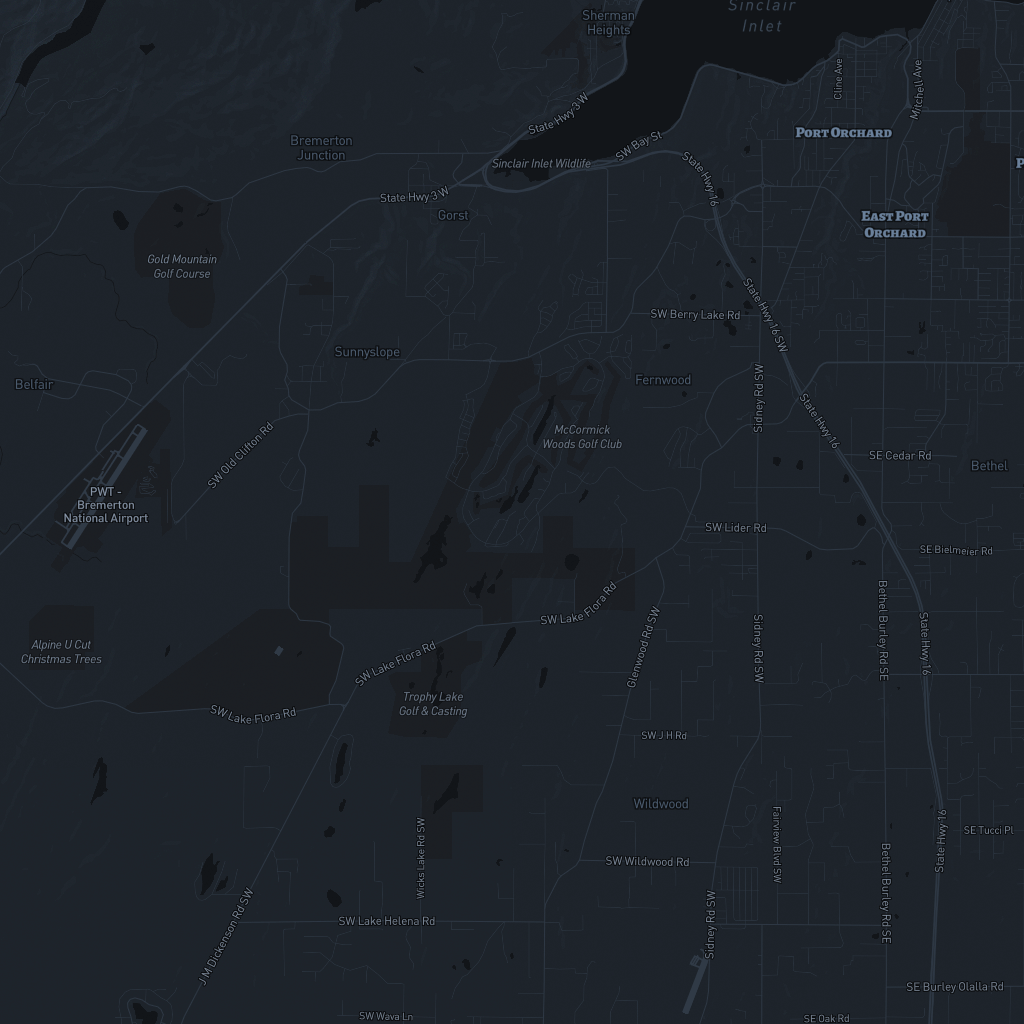 Sinclair
Inlet
Sherman
Heights
Cline Ave
Mitchell Ave
State Hwy 3 W
PORT ORCHARD
Bremerton
Junction
SW Bay St
Sinclair Inlet Wildlife
P
State Hwy 16
State Hwy 3 W
Gorst
EAST PORT
ORCHARD
Gold Mountain
Golf Course
SW Berry Lake Rd
State Hwy 16 SW
Sunnyslope
Belfair
Fernwood
Sidney Rd SW
State Hwy 16
McCormick
Woods Golf Club
SW Old Clifton Rd
SE Cedar Rd
Bethel
PWT -
Bremerton
National Airport
SW Lider Rd
SE Bielmeier Rd
SW Lake Flora Rd
Bethel Burley Rd SE
Glenwood Rd SW
Sidney Rd SW
State Hwy 16
Alpine U Cut
Christmas Trees
SW Lake Flora Rd
Trophy Lake
Golf & Casting
SW Lake Flora Rd
SW J H Rd
Wildwood
Fairview Blvd SW
State Hwy 16
SE Tucci Pl
Wicks Lake Rd SW
SW Wildwood Rd
Bethel Burley Rd SE
J M Dickenson Rd SW
SW Lake Helena Rd
Sidney Rd SW
SE Burley Olalla Rd
SW Wava Ln
SE Oak Rd